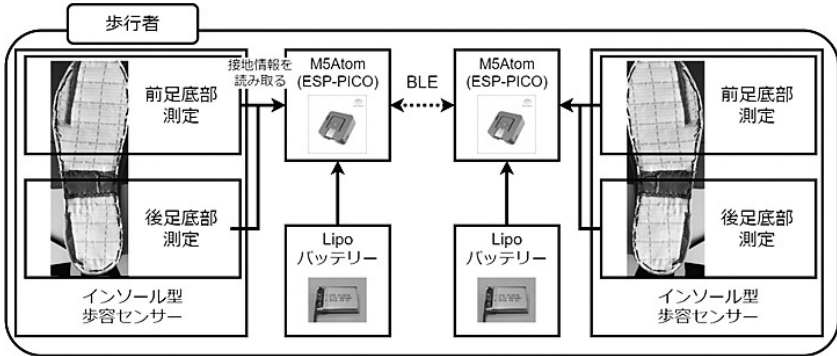 歩行者
前足底部
測定
後足底部
測定
インソール型
歩容センサー
接地情報を
読み取る
M5Atom
(ESP-PICO)
Lipo
バッテリー
BLE
M5Atom
(ESP-PICO)
Lipo
バッテリー
前足底部
測定
後足底部
測定
インソール型
歩容センサー